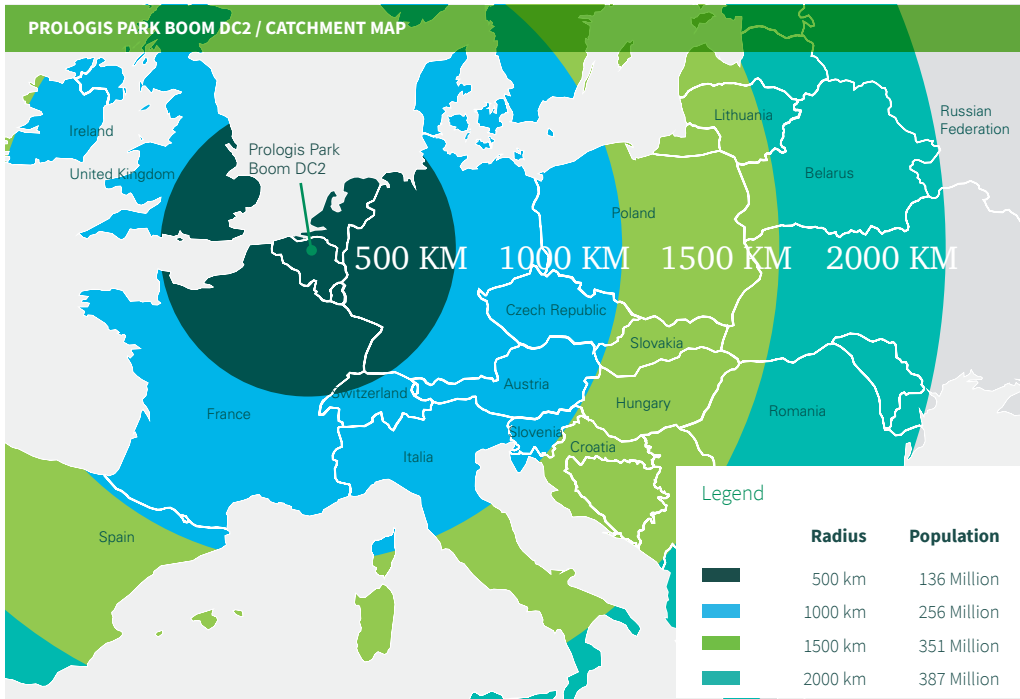 PROLOGIS PARK BOOM DC2 / CATCHMENT MAP
Ireland
United Kingdom
Prologis Park
Boom DC2
Lithuania
Russian
Federation
Belarus
Poland
500 KM
1000 KM
1500 KM
2000 KM
Czech Republic
Slovakia
Austria
Switzerland
Hungary
Romania
France
Slovenia
Croatia
Italia
Spain
Legend
Radius Population
500 km 136 Million
1000 km 256 Million
1500 km 351 Million
2000 km 387 Million